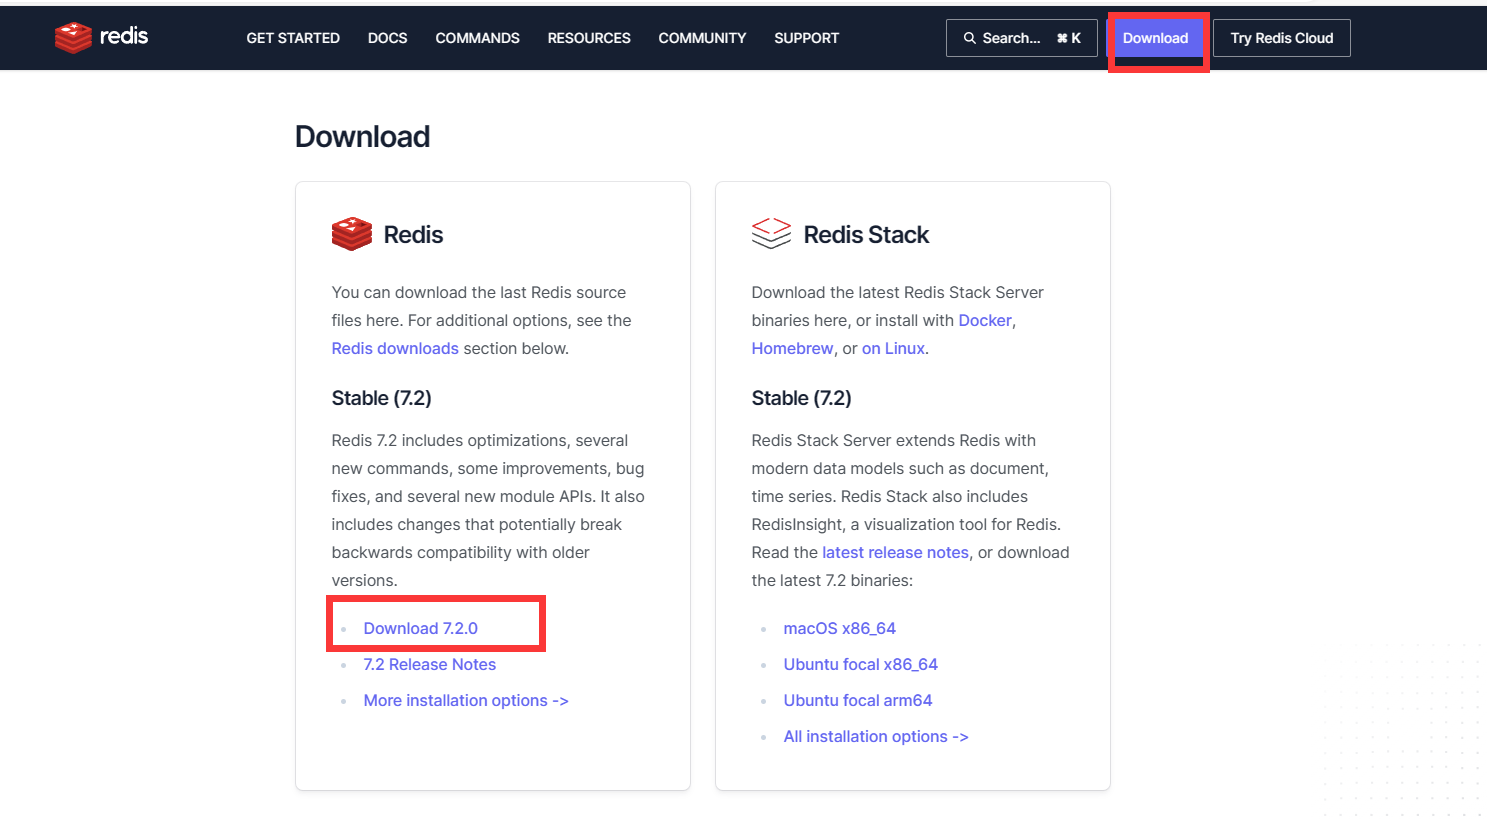 redis GET STARTED DOCS COMMANDS RESOURCES COMMUNITY SUPPORT Search... ⌘ K Download Try Redis Cloud
Download
Redis
You can download the last Redis source
files here. For additional options, see the
Redis downloads section below.
Stable (7.2)
Redis 7.2 includes optimizations, several
new commands, some improvements, bug
fixes, and several new module APIs. It also
includes changes that potentially break
backwards compatibility with older
versions.
Download 7.2.0
7.2 Release Notes
More installation options ->
Redis Stack
Download the latest Redis Stack Server
binaries here, or install with Docker,
Homebrew, or on Linux.
Stable (7.2)
Redis Stack Server extends Redis with
modern data models such as document,
time series. Redis Stack also includes
RedisInsight, a visualization tool for Redis.
Read the latest release notes, or download
the latest 7.2 binaries:
macOS x86_64
Ubuntu focal x86_64
Ubuntu focal arm64
All installation options ->